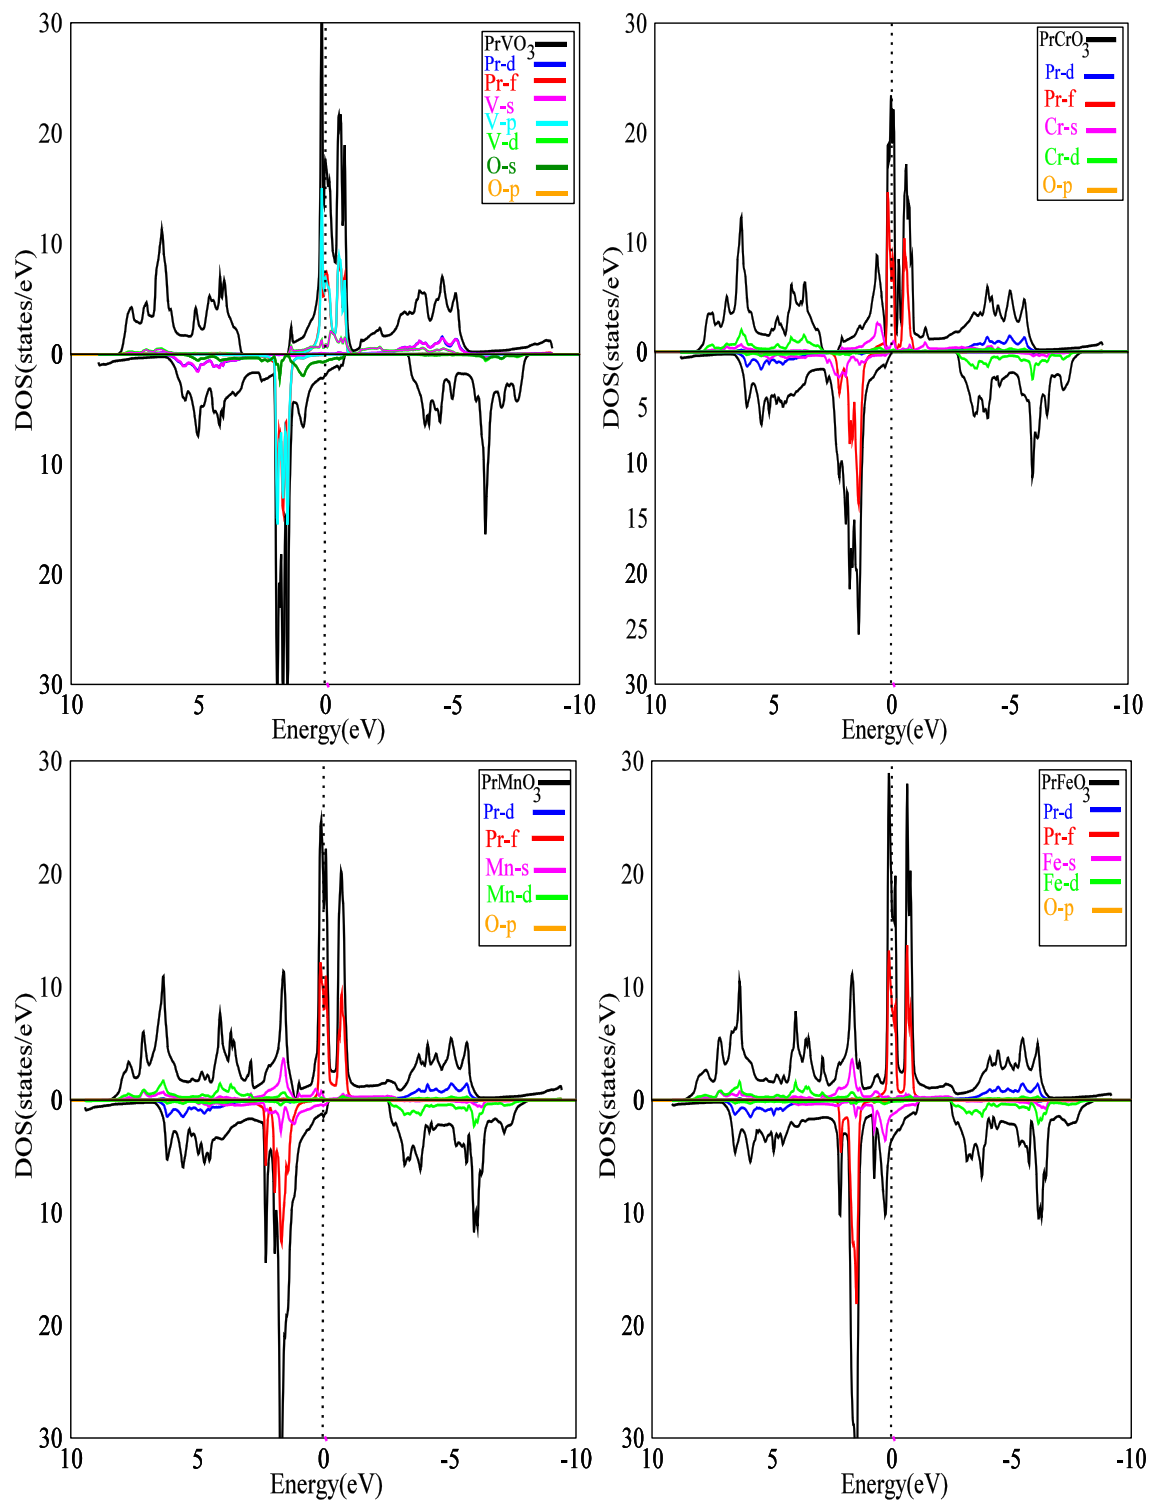 30
20
10
0
10
20
30
DOS(states/eV)
PrVO3
Pr-d
Pr-f
V-s
V-p
V-d
O-s
O-p
10
5
0
-5
-10
Energy(eV)
30
20
10
0
5
10
15
20
25
30
DOS(states/eV)
PrCrO3
Pr-d
Pr-f
Cr-s
Cr-d
O-p
10
5
0
-5
-10
Energy(eV)
30
20
10
0
10
20
30
DOS(states/eV)
PrMnO3
Pr-d
Pr-f
Mn-s
Mn-d
O-p
10
5
0
-5
-10
Energy(eV)
30
20
10
0
10
20
30
DOS(states/eV)
PrFeO3
Pr-d
Pr-f
Fe-s
Fe-d
O-p
10
5
0
-5
-10
Energy(eV)